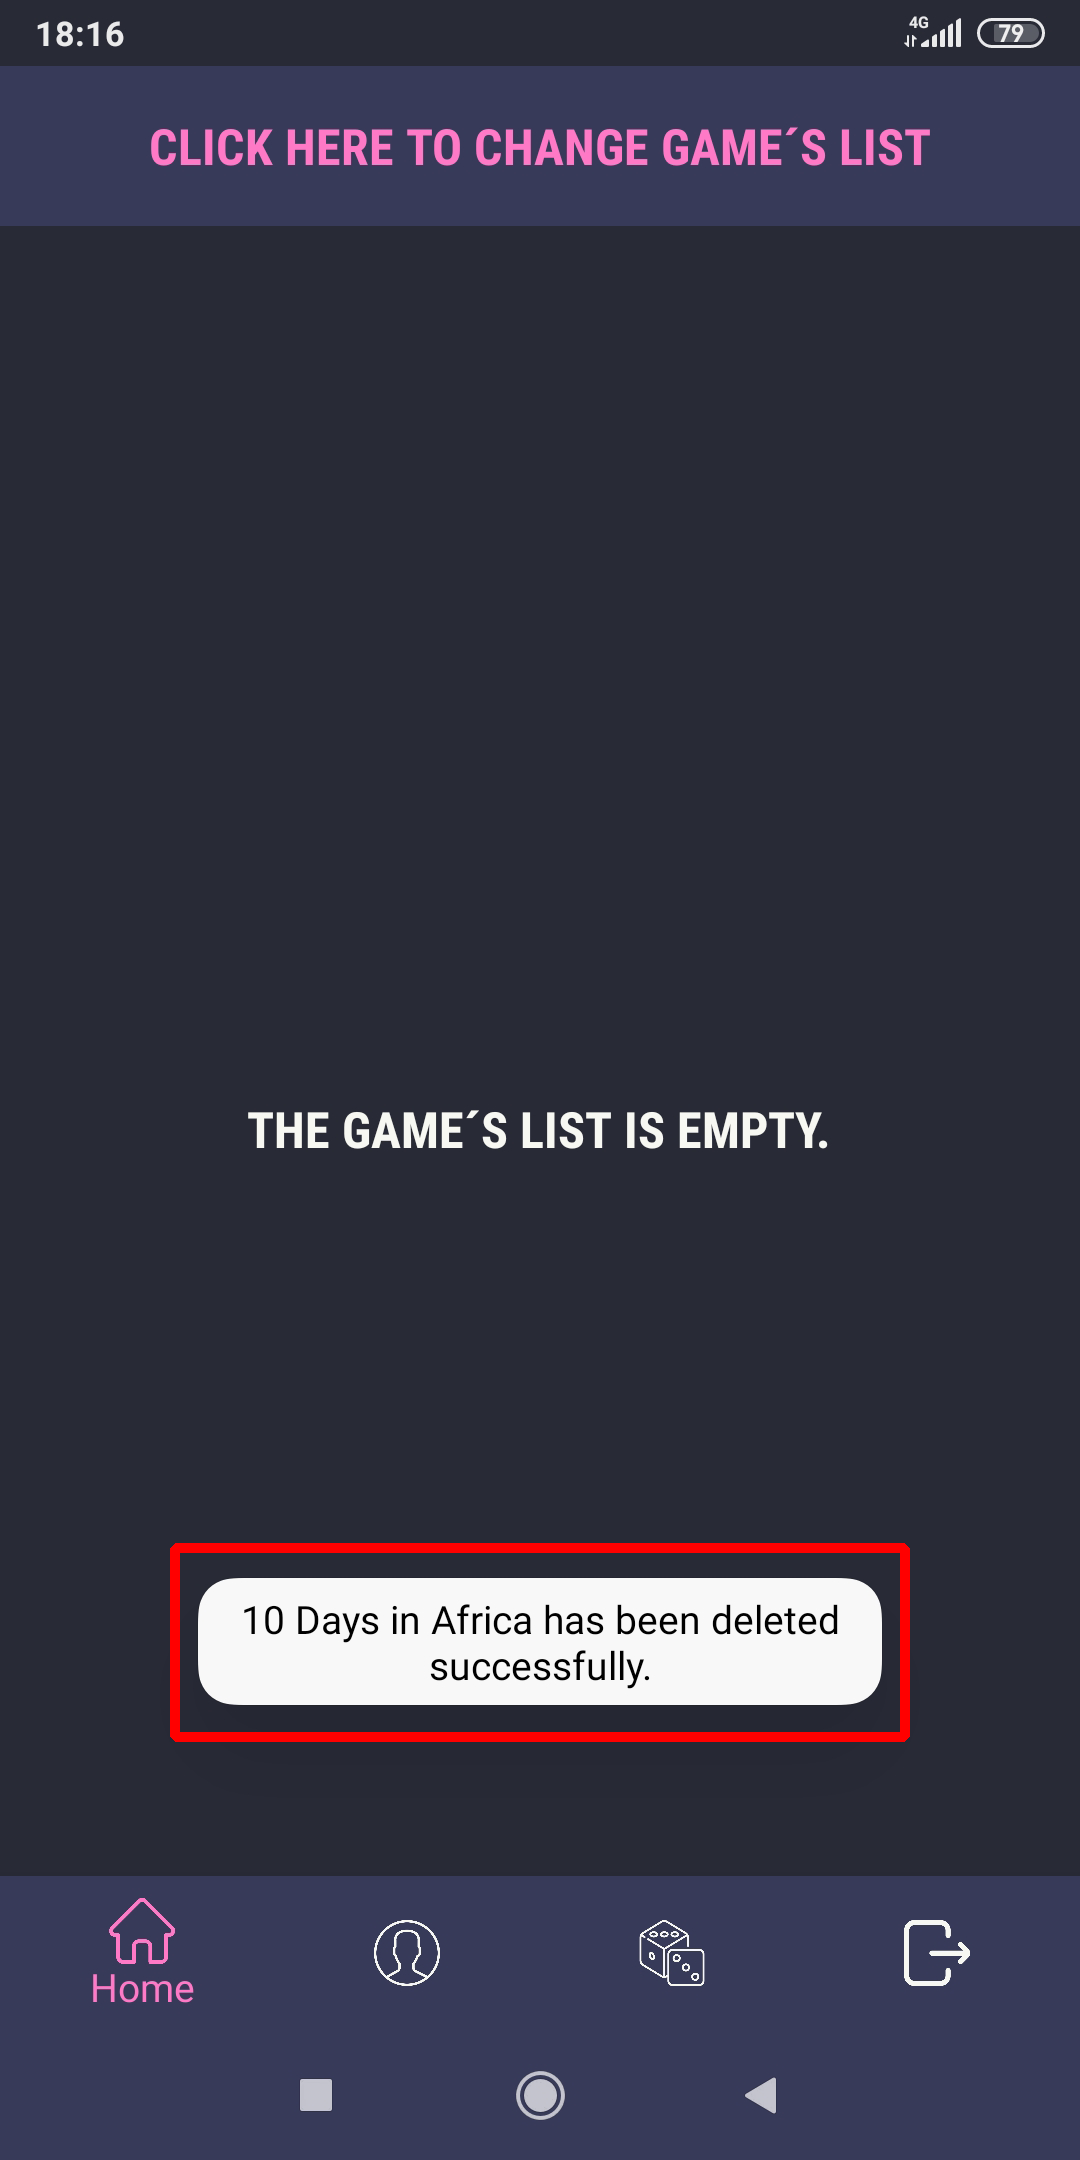 18:16
4G
79
CLICK HERE TO CHANGE GAME´S LIST
THE GAME´S LIST IS EMPTY.
10 Days in Africa has been deleted
successfully.
Home